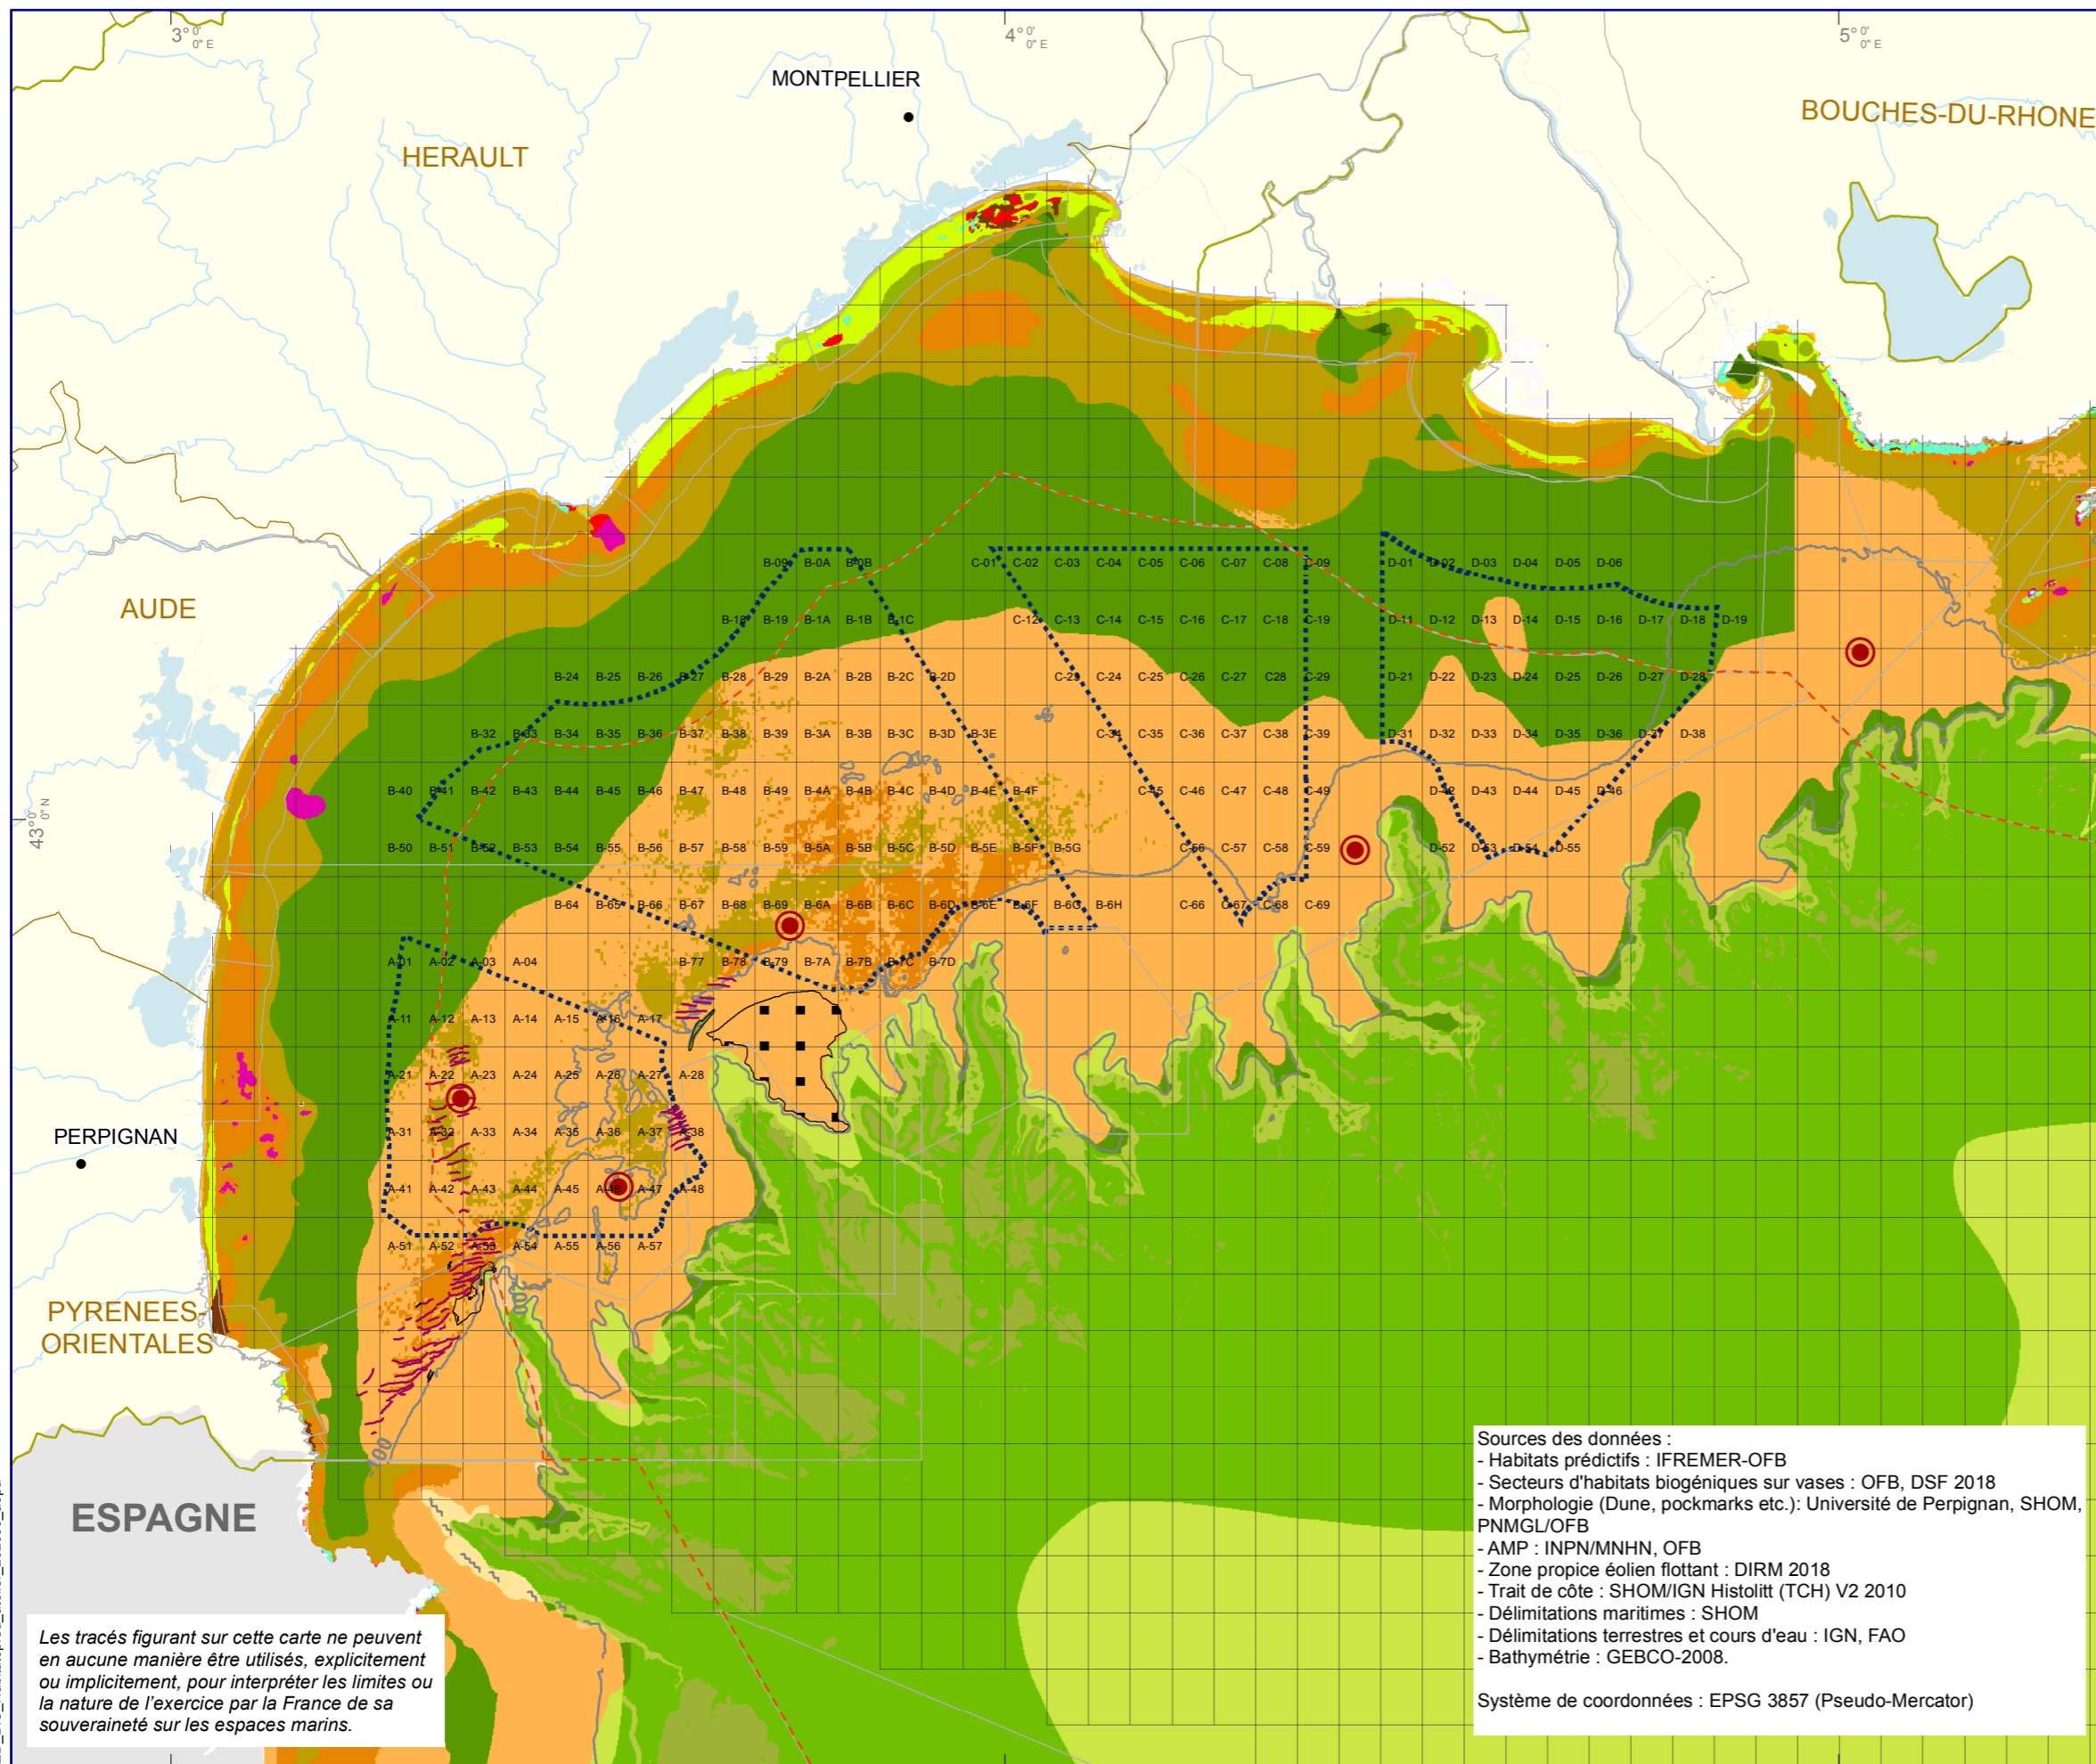 3° 0' 0" E
4° 0' 0" E
5° 0' 0" E
MONTPELLIER
BOUCHES-DU-RHONE
HERAULT
AUDE
43° 0' 0" N
PERPIGNAN
PYRENEES-
ORIENTALES
ESPAGNE
B-09 B-0A B-0B C-01 C-02 C-03 C-04 C-05 C-06 C-07 C-08 C-09 D-01 D-02 D-03 D-04 D-05 D-06
B-18 B-19 B-1A B-1B B-1C C-12 C-13 C-14 C-15 C-16 C-17 C-18 C-19 D-11 D-12 D-13 D-14 D-15 D-16 D-17 D-18 D-19
B-24 B-25 B-26 B-27 B-28 B-29 B-2A B-2B B-2C B-2D C-23 C-24 C-25 C-26 C-27 C28 C-29 D-21 D-22 D-23 D-24 D-25 D-26 D-27 D-28
B-32 B-33 B-34 B-35 B-36 B-37 B-38 B-39 B-3A B-3B B-3C B-3D B-3E C-34 C-35 C-36 C-37 C-38 C-39 D-31 D-32 D-33 D-34 D-35 D-36 D-37 D-38
B-40 B-41 B-42 B-43 B-44 B-45 B-46 B-47 B-48 B-49 B-4A B-4B B-4C B-4D B-4E B-4F C-45 C-46 C-47 C-48 C-49 D-42 D-43 D-44 D-45 D-46
B-50 B-51 B-52 B-53 B-54 B-55 B-56 B-57 B-58 B-59 B-5A B-5B B-5C B-5D B-5E B-5F B-5G C-56 C-57 C-58 C-59 D-52 D-53 D-54 D-55
B-64 B-65 B-66 B-67 B-68 B-69 B-6A B-6B B-6C B-6D B-6E B-6F B-6G B-6H C-66 C-67 C-68 C-69
A-01 A-02 A-03 A-04 B-77 B-78 B-79 B-7A B-7B B-7C B-7D
A-11 A-12 A-13 A-14 A-15 A-16 A-17
A-21 A-22 A-23 A-24 A-25 A-26 A-27 A-28
A-31 A-32 A-33 A-34 A-35 A-36 A-37 A-38
A-41 A-42 A-43 A-44 A-45 A-46 A-47 A-48
A-51 A-52 A-53 A-54 A-55 A-56 A-57
Les tracés figurant sur cette carte ne peuvent
en aucune manière être utilisés, explicitement
ou implicitement, pour interpréter les limites ou
la nature de l'exercice par la France de sa
souveraineté sur les espaces marins.
Sources des données :
- Habitats prédictifs : IFREMER-OFB
- Secteurs d'habitats biogéniques sur vases : OFB, DSF 2018
- Morphologie (Dune, pockmarks etc.): Université de Perpignan, SHOM,
PNMGL/OFB
- AMP : INPN/MNHN, OFB
- Zone propice éolien flottant : DIRM 2018
- Trait de côte : SHOM/IGN Histolitt (TCH) V2 2010
- Délimitations maritimes : SHOM
- Délimitations terrestres et cours d'eau : IGN, FAO
- Bathymétrie : GEBCO-2008.
Système de coordonnées : EPSG 3857 (Pseudo-Mercator)